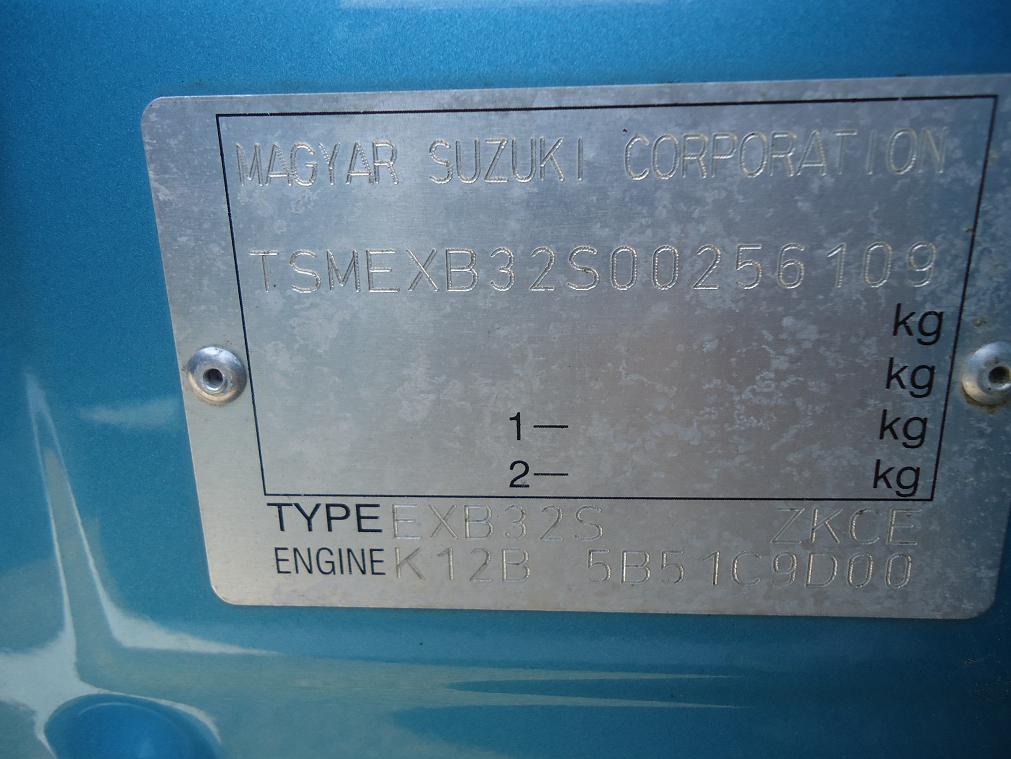 MAGYAR SUZUKI CORPORATION
TSMEXB32S00256109
kg
kg
1— kg
2— kg
TYPE EXB32S ZKCE
ENGINE K12B 5B51C9D00